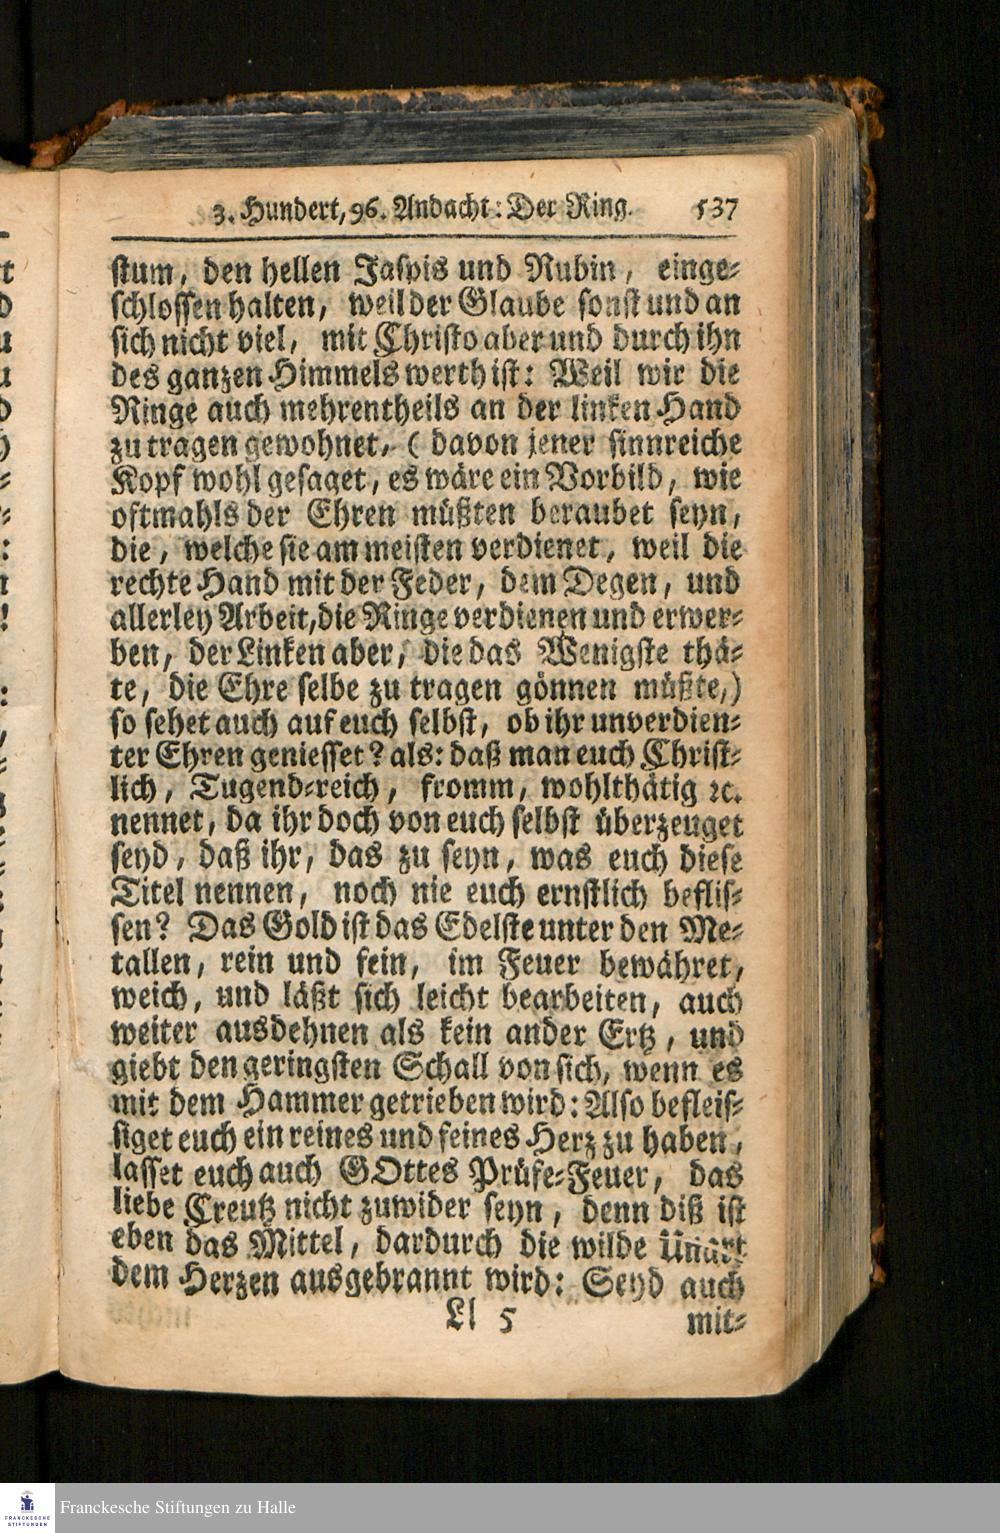 3. Hundert, 96. Andacht: Der Ring. 537
stum, den hellen Jaspis und Rubin, einge-
schlossen halten, weil der Glaube sonst und an
sich nicht viel, mit Christo aber und durch ihn
des ganzen Himmels werth ist: Weil wir die
Ringe auch mehrentheils an der linken Hand
zu tragen gewohnet, (davon jener sinnreiche
Kopf wohl gesaget, es wäre ein Vorbild, wie
oftmahls der Ehren müßten beraubet seyn,
die, welche sie am meisten verdienet, weil die
rechte Hand mit der Feder, dem Degen, und
allerley Arbeit, die Ringe verdienen und erwer-
ben, der Linken aber, die das Wenigste thä-
te, die Ehre selbe zu tragen gönnen müßte,)
so sehet auch auf euch selbst, ob ihr unverdien-
ter Ehren geniesset? als: daß man euch Christ-
lich, Tugend-reich, fromm, wohlthätig ꝛc.
nennet, da ihr doch von euch selbst überzeuget
seyd, daß ihr, das zu seyn, was euch diese
Titel nennen, noch nie euch ernstlich beflis-
sen? Das Gold ist das Edelste unter den Me-
tallen, rein und fein, im Feuer bewähret,
weich, und läßt sich leicht bearbeiten, auch
weiter ausdehnen als kein ander Ertz, und
giebt den geringsten Schall von sich, wenn es
mit dem Hammer getrieben wird: Also befleis-
siget euch ein reines und feines Herz zu haben,
lasset euch auch GOttes Prüfe-Feuer, das
liebe Creutz nicht zuwider seyn, denn diß ist
eben das Mittel, dardurch die wilde Unart
dem Herzen ausgebrannt wird: Seyd auch
Ll 5 mit-
FRANCKESCHE STIFTUNGEN
Franckesche Stiftungen zu Halle